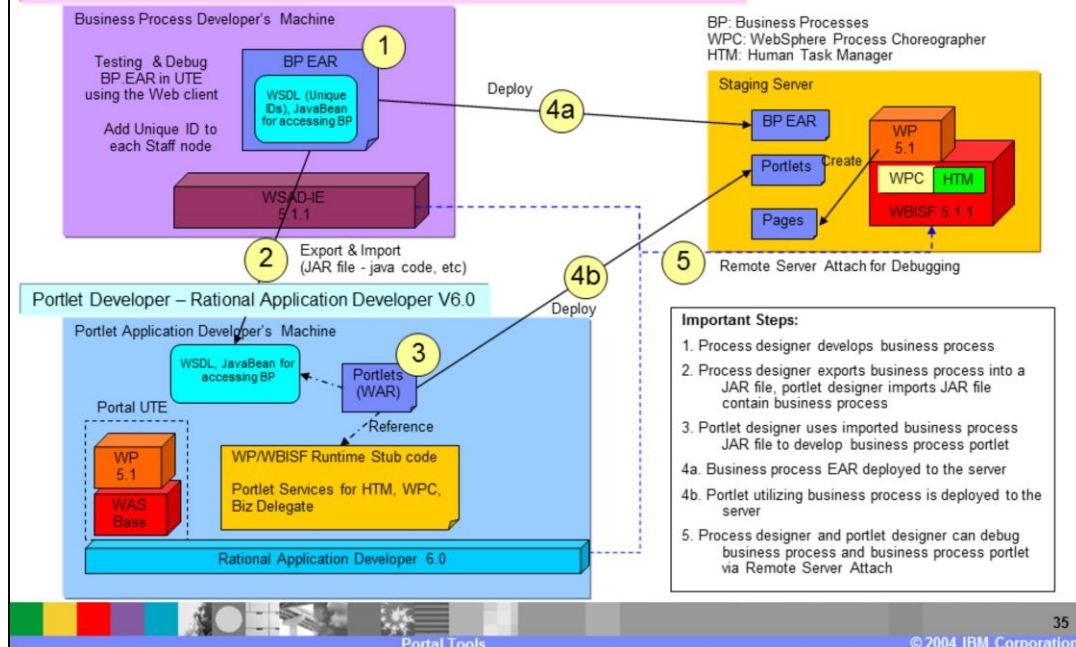 Business Process Developer's Machine
Testing & Debug
BP.EAR in UTE
using the Web client
Add Unique ID to
each Staff node
1
BP EAR
WSDL (Unique
IDs), JavaBean
for accessing BP
WSAD-IE
5.1.1
Deploy
4a
BP: Business Processes
WPC: WebSphere Process Choreographer
HTM: Human Task Manager
Staging Server
BP EAR
Portlets
Create
Pages
WP
5.1
WPC
HTM
WBISF 5.1.1
2
Export & Import
(JAR file - java code, etc)
4b
Deploy
5
Remote Server Attach for Debugging
Portlet Developer – Rational Application Developer V6.0
Portlet Application Developer's Machine
WSDL, JavaBean for
accessing BP
3
Portlets
(WAR)
Reference
Portal UTE
WP
5.1
WAS
Base
WP/WBISF Runtime Stub code
Portlet Services for HTM, WPC,
Biz Delegate
Rational Application Developer 6.0
Important Steps:
1. Process designer develops business process
2. Process designer exports business process into a
JAR file, portlet designer imports JAR file
contain business process
3. Portlet designer uses imported business process
JAR file to develop business process portlet
4a. Business process EAR deployed to the server
4b. Portlet utilizing business process is deployed to the
server
5. Process designer and portlet designer can debug
business process and business process portlet
via Remote Server Attach
35
Portal Tools
© 2004 IBM Corporation